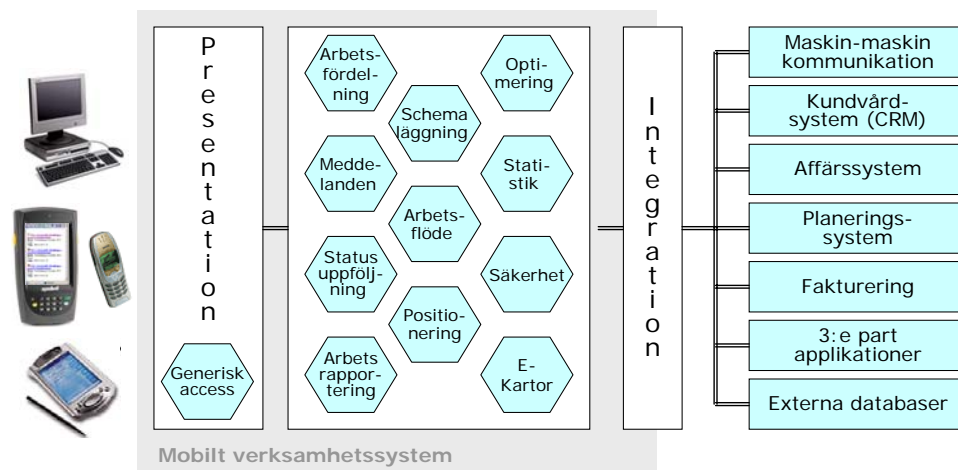 Presentation
Generisk
access
Arbets-
fördel-
ning
Opti-
mering
Schema
läggning
Medde-
landen
Stati-
stik
Arbets-
flöde
Status
uppfölj-
ning
Säkerhet
Positio-
nering
Arbets
rappor-
tering
E-
Kartor
Integration
Maskin-maskin
kommunikation
Kundvård-
system (CRM)
Affärssystem
Planerings-
system
Fakturering
3:e part
applikationer
Externa databaser
Mobilt verksamhetssystem